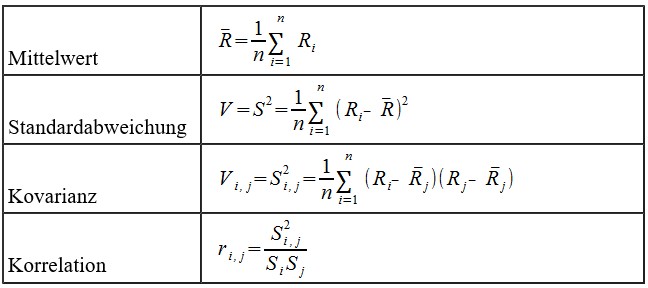 Mittelwert R̄ = 1/n ∑_{i=1}^{n} R_i
Standardabweichung V = S² = 1/n ∑_{i=1}^{n} (R_i − R̄)²
Kovarianz V_{i,j} = S²_{i,j} = 1/n ∑_{i=1}^{n} (R_i − R̄_j)(R_j − R̄_j)
Korrelation r_{i,j} = S²_{i,j} / S_i S_j